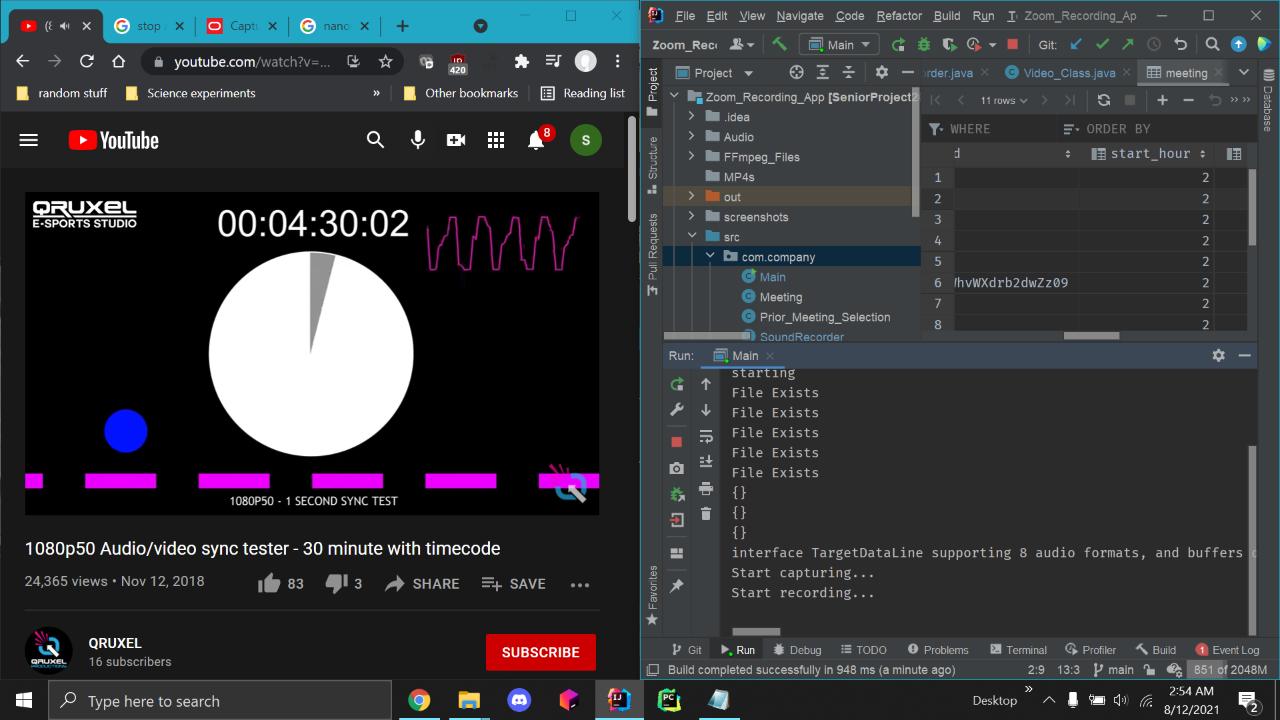 stop
Capt
nano
youtube.com/watch?v=...
420
random stuff
Science experiments
»
Other bookmarks
Reading list
YouTube
8
S
QRUXEL
E-SPORTS STUDIO
00:04:30:02
1080P50 - 1 SECOND SYNC TEST
1080p50 Audio/video sync tester - 30 minute with timecode
24,365 views • Nov 12, 2018
83
3
SHARE
SAVE
QRUXEL
16 subscribers
SUBSCRIBE
File Edit View Navigate Code Refactor Build Run Zoom_Recording_Ap
Zoom_Reco
Main
Git:
Project
rder.java
Video_Class.java
meeting
Project
Structure
Pull Requests
Favorites
Database
Zoom_Recording_App [SeniorProject2
.idea
Audio
FFmpeg_Files
MP4s
out
screenshots
src
com.company
Main
Meeting
Prior_Meeting_Selection
SoundRecorder
11 rows
WHERE
ORDER BY
d
start_hour
1 2
2 2
3 2
4 2
5 2
6 VhvWXdrb2dwZz09 2
7 2
8 2
Run:
Main
starting
File Exists
File Exists
File Exists
File Exists
File Exists
{}
{}
{}
interface TargetDataLine supporting 8 audio formats, and buffers o
Start capturing...
Start recording...
Git
Run
Debug
TODO
Problems
Terminal
Profiler
Build
1 Event Log
Build completed successfully in 948 ms (a minute ago)
2:9
13:3
main
851 of 2048M
Type here to search
Desktop
2:54 AM
8/12/2021
2